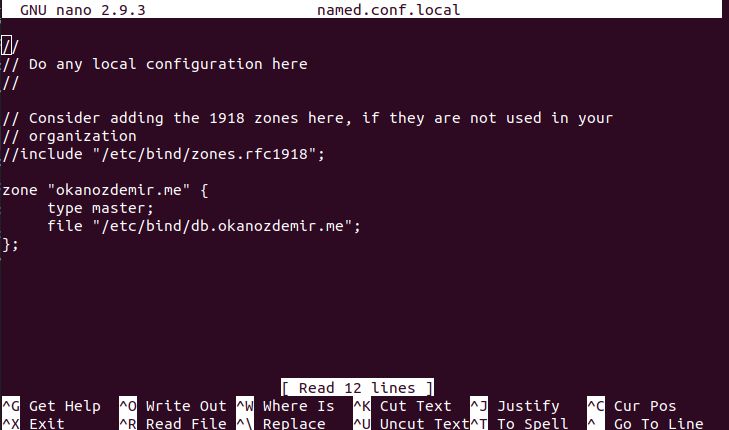 GNU nano 2.9.3 named.conf.local
//
// Do any local configuration here
//
// Consider adding the 1918 zones here, if they are not used in your
// organization
//include "/etc/bind/zones.rfc1918";
zone "okanozdemir.me" {
type master;
file "/etc/bind/db.okanozdemir.me";
};
[ Read 12 lines ]
^G Get Help ^O Write Out ^W Where Is ^K Cut Text ^J Justify ^C Cur Pos
^X Exit ^R Read File ^\ Replace ^U Uncut Text ^T To Spell ^_ Go To Line